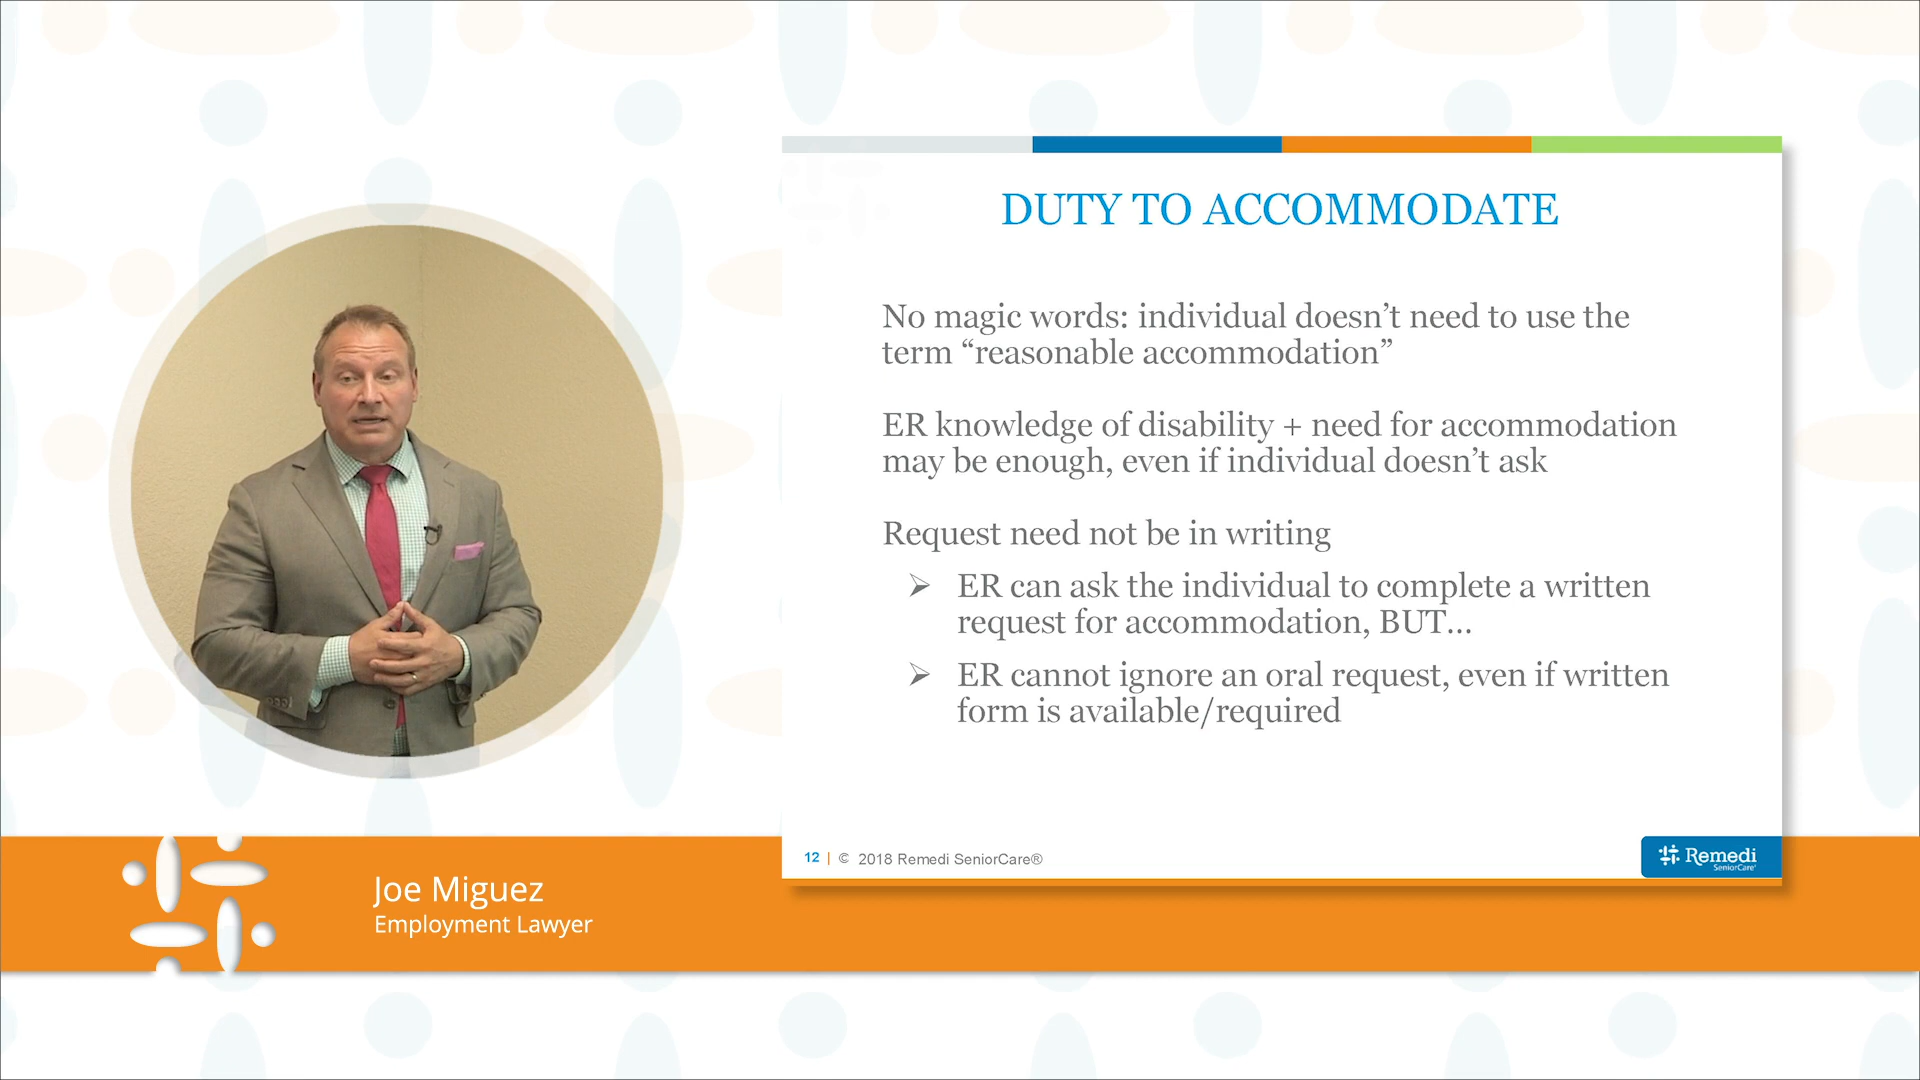 DUTY TO ACCOMMODATE
No magic words: individual doesn’t need to use the
term “reasonable accommodation”
ER knowledge of disability + need for accommodation
may be enough, even if individual doesn’t ask
Request need not be in writing
➢ ER can ask the individual to complete a written
request for accommodation, BUT...
➢ ER cannot ignore an oral request, even if written
form is available/required
12 | © 2018 Remedi SeniorCare®
Remedi
SeniorCare®
Joe Miguez
Employment Lawyer